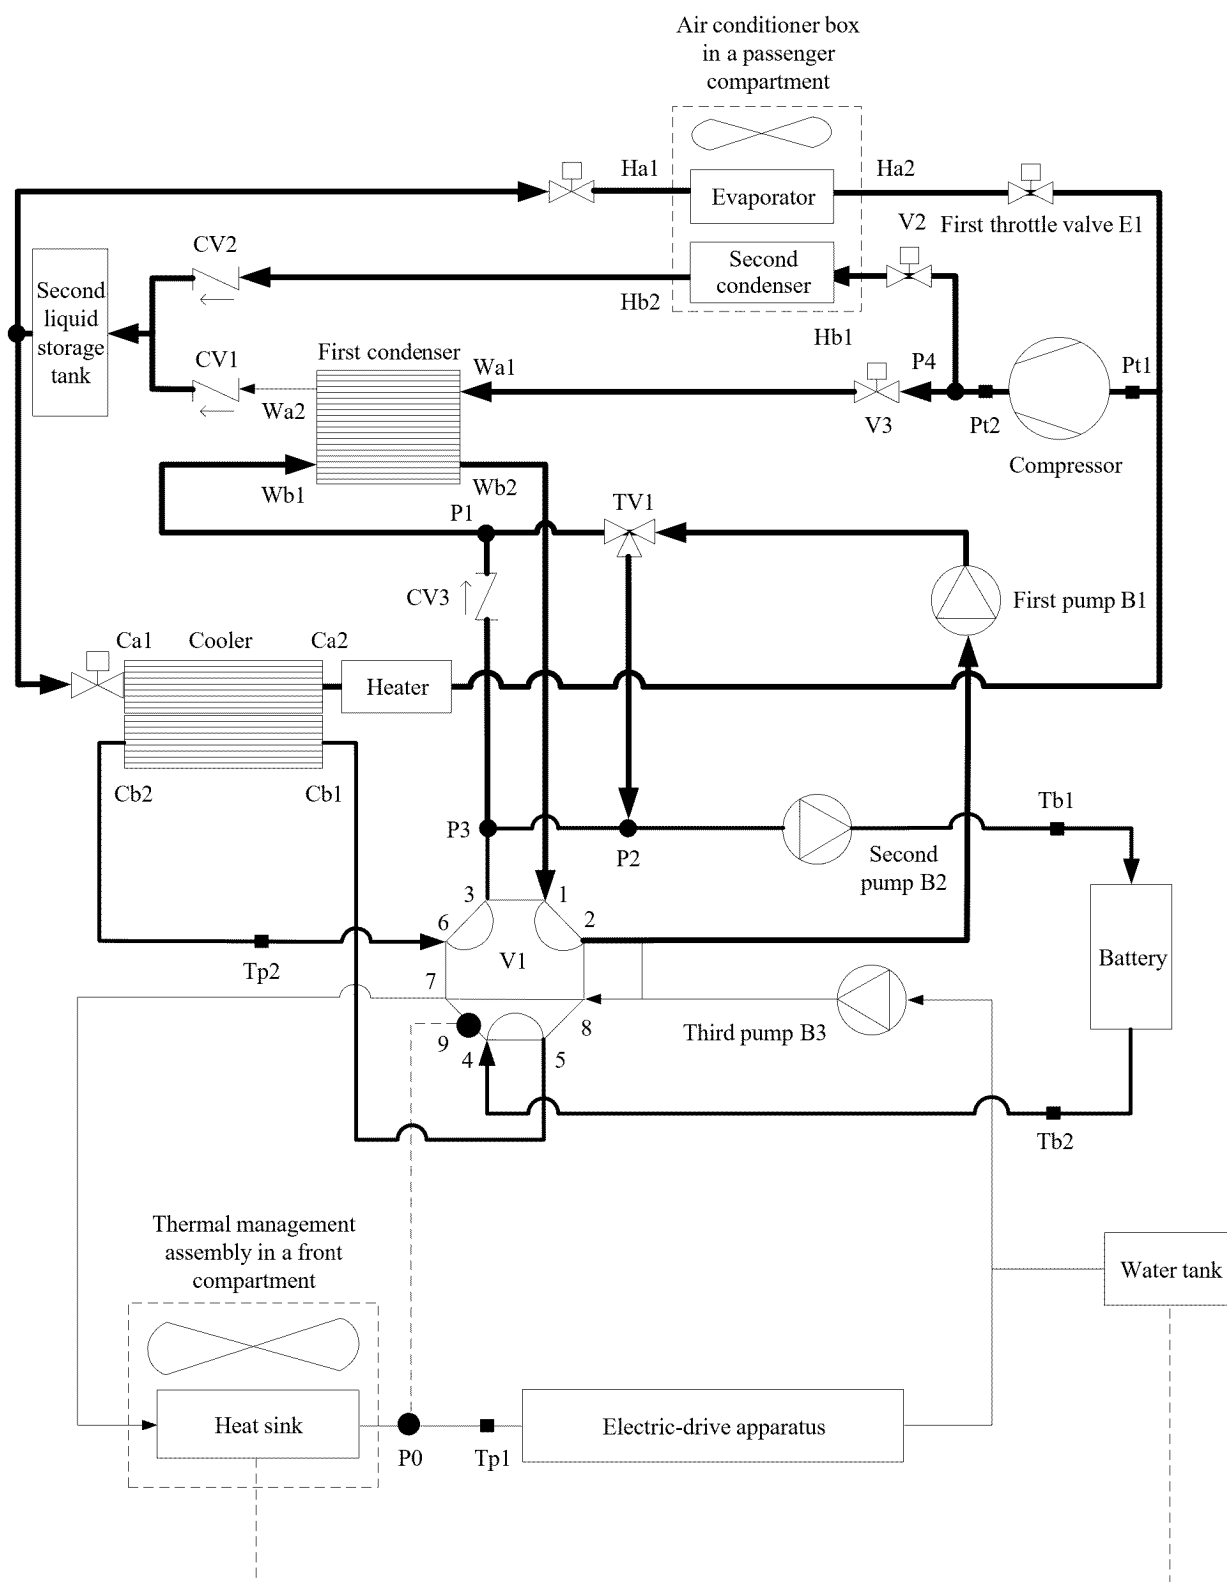 Air conditioner box
in a passenger
compartment
Ha1
Ha2
Evaporator
V2
First throttle valve E1
CV2
Second
condenser
Hb2
Hb1
Second
liquid
storage
tank
CV1
First condenser
Wa1
Wa2
P4
Pt1
V3
Pt2
Compressor
Wb1
Wb2
P1
TV1
CV3
First pump B1
Ca1
Cooler
Ca2
Heater
Cb2
Cb1
Tb1
P3
P2
Second
pump B2
3
1
6
2
V1
Tp2
Battery
7
8
Third pump B3
9
4
5
Tb2
Thermal management
assembly in a front
compartment
Water tank
Heat sink
Electric-drive apparatus
P0
Tp1